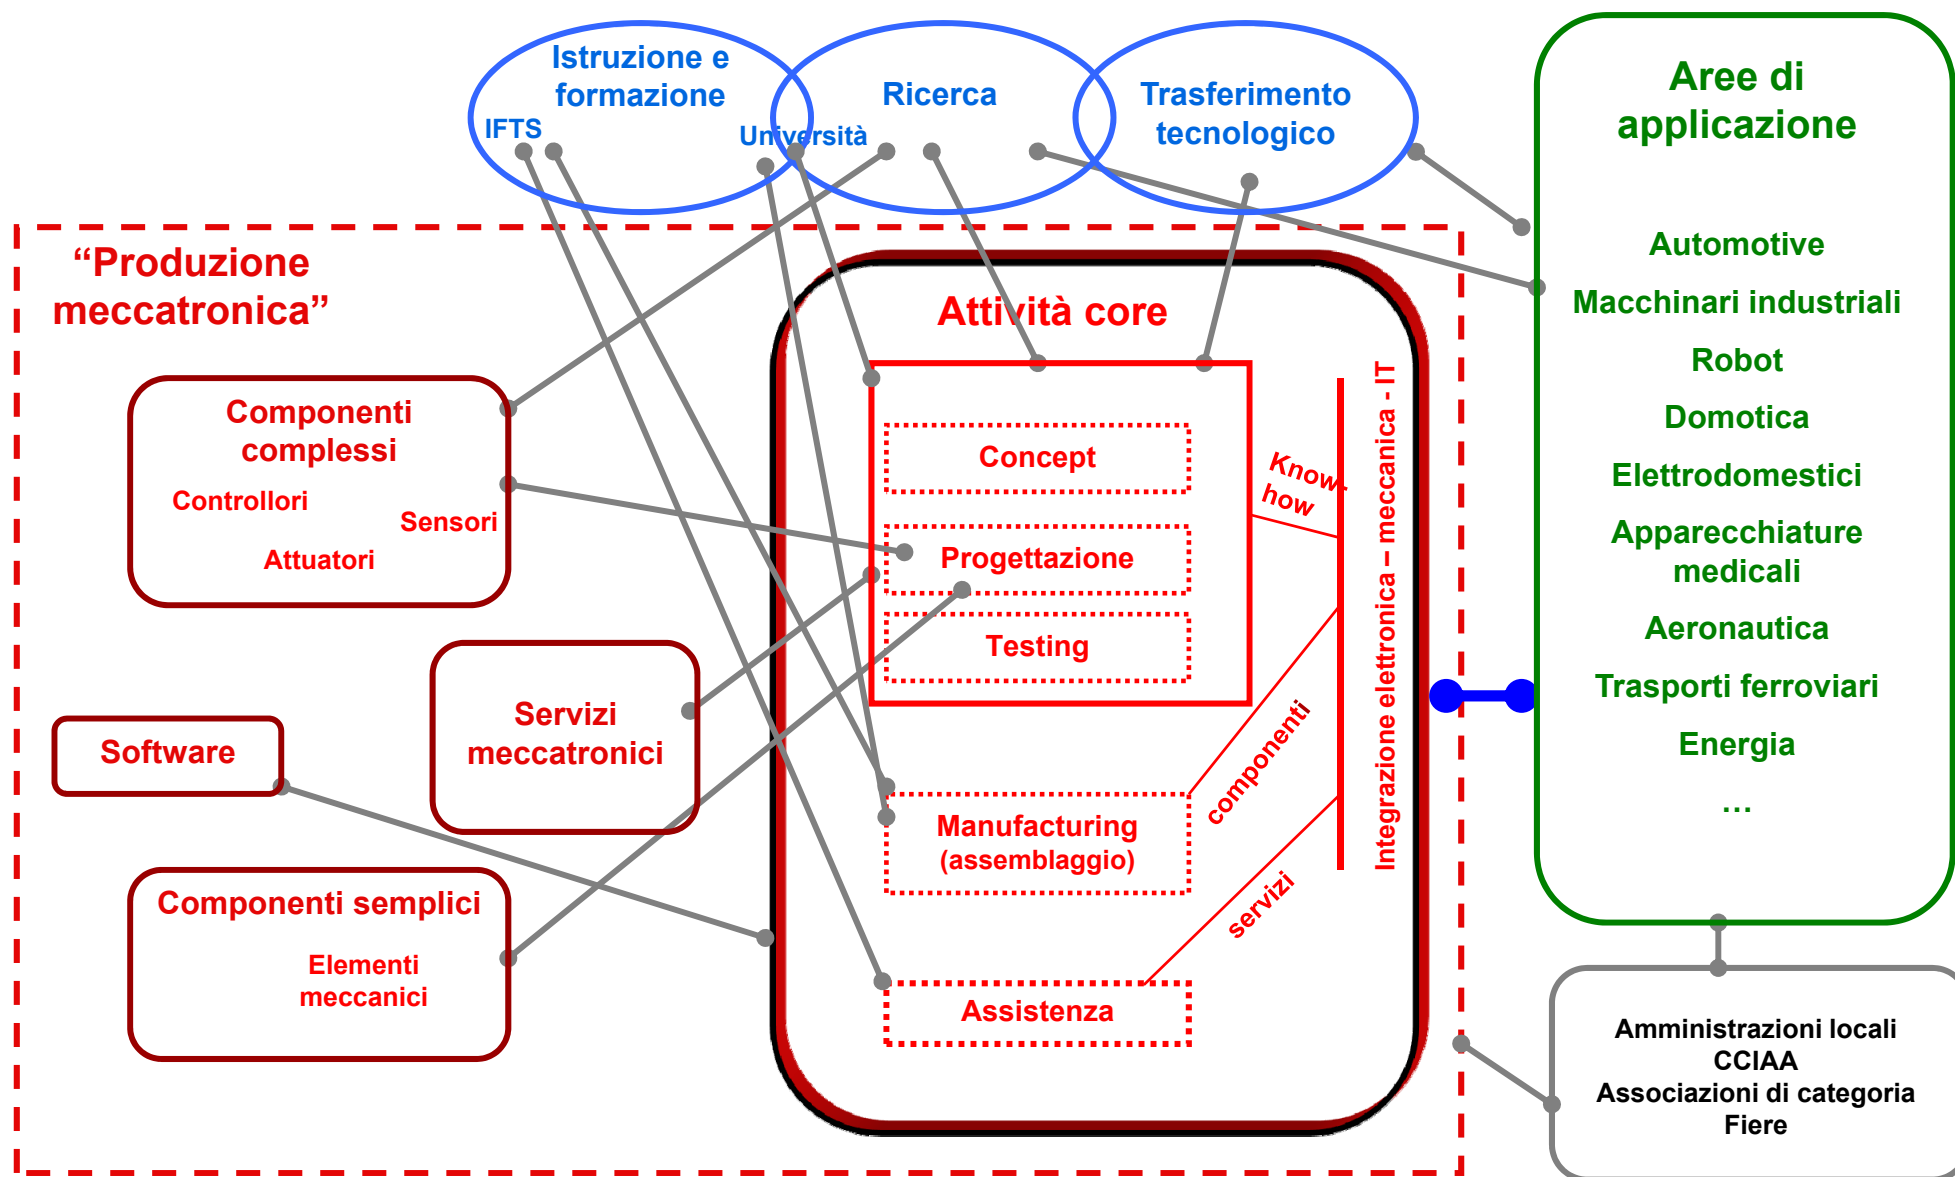 Istruzione e
formazione
IFTS
Università
Ricerca
Trasferimento
tecnologico
Aree di
applicazione
Automotive
Macchinari industriali
Robot
Domotica
Elettrodomestici
Apparecchiature
medicali
Aeronautica
Trasporti ferroviari
Energia
…
“Produzione
meccatronica”
Componenti
complessi
Controllori
Sensori
Attuatori
Servizi
meccatronici
Software
Componenti semplici
Elementi
meccanici
Attività core
Concept
Progettazione
Testing
Manufacturing
(assemblaggio)
Assistenza
Know-
how
componenti
servizi
Integrazione elettronica – meccanica - IT
Amministrazioni locali
CCIAA
Associazioni di categoria
Fiere